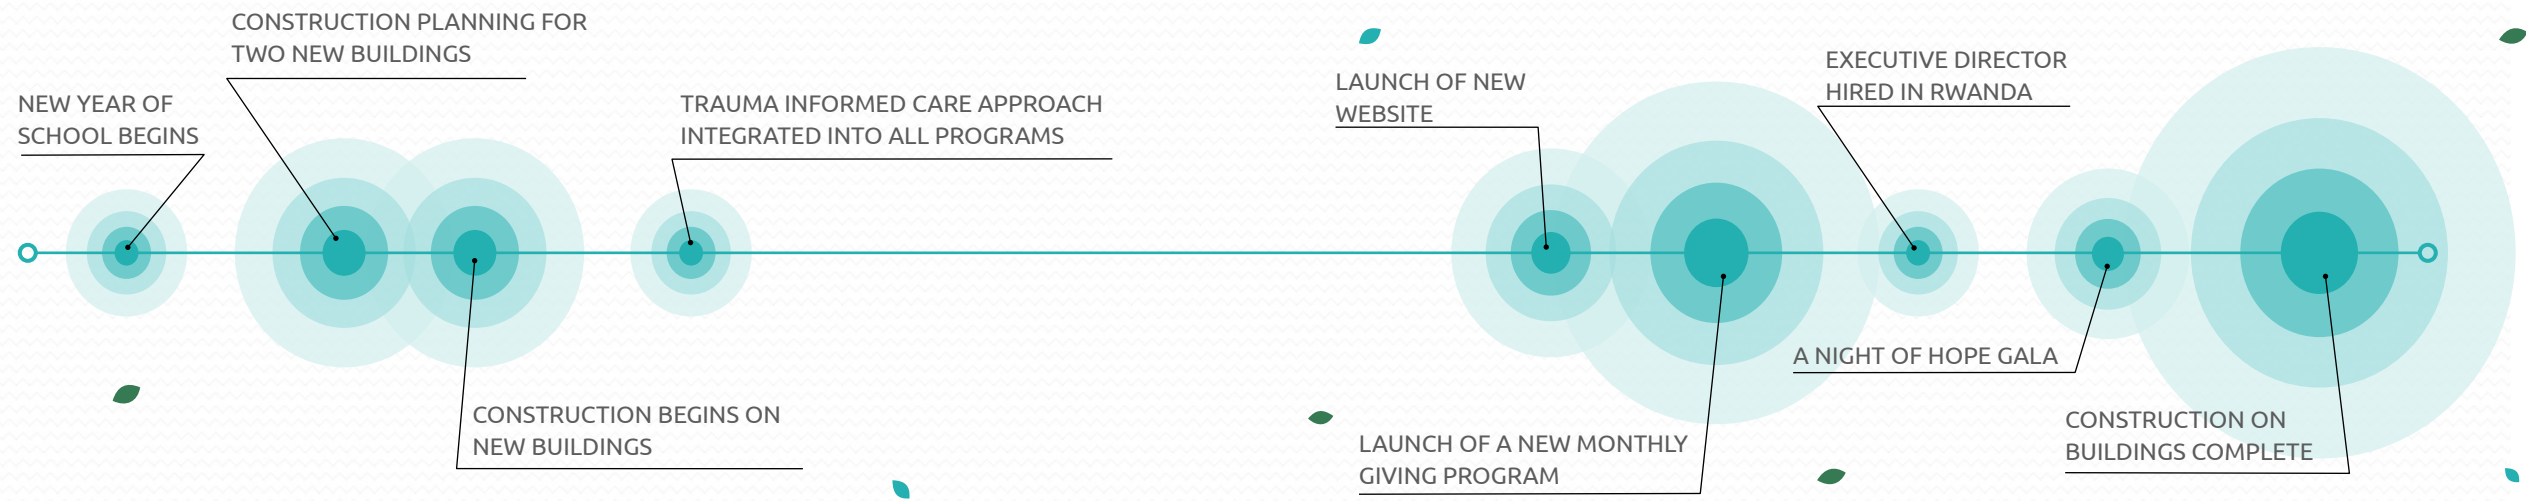 NEW YEAR OF
SCHOOL BEGINS
CONSTRUCTION PLANNING FOR
TWO NEW BUILDINGS
CONSTRUCTION BEGINS ON
NEW BUILDINGS
TRAUMA INFORMED CARE APPROACH
INTEGRATED INTO ALL PROGRAMS
LAUNCH OF NEW
WEBSITE
LAUNCH OF A NEW MONTHLY
GIVING PROGRAM
EXECUTIVE DIRECTOR
HIRED IN RWANDA
A NIGHT OF HOPE GALA
CONSTRUCTION ON
BUILDINGS COMPLETE